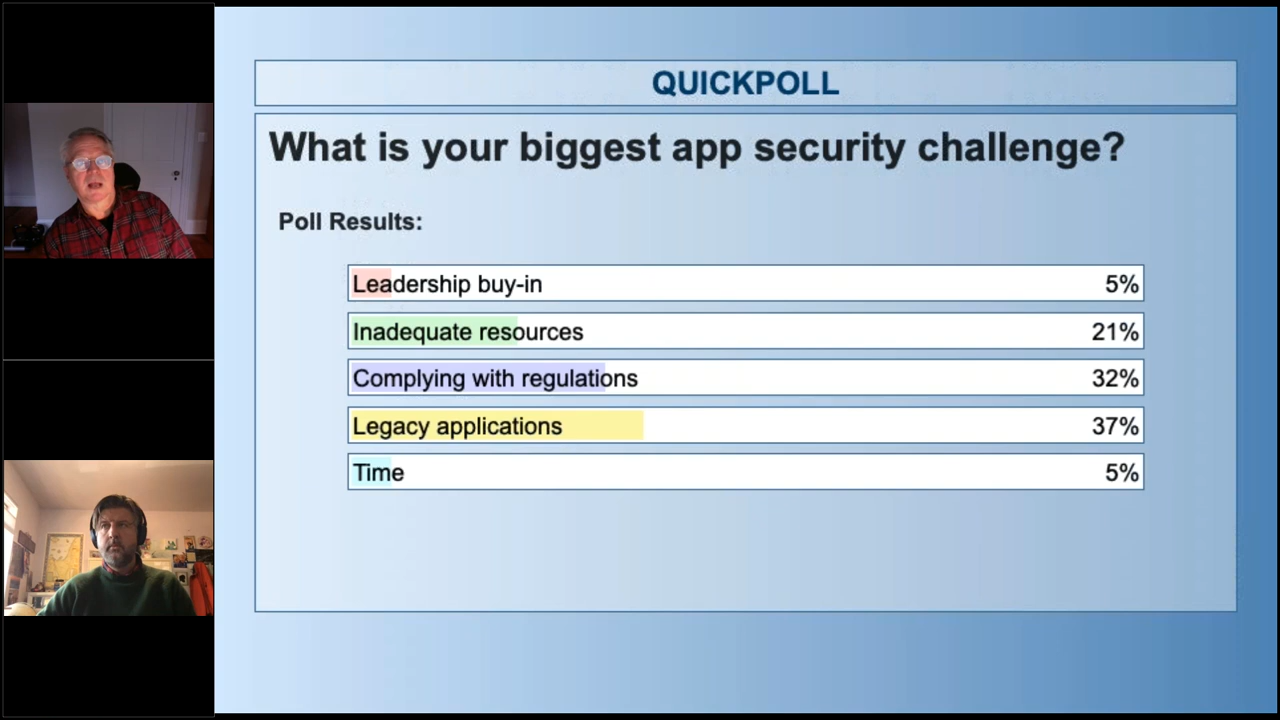 QUICKPOLL
What is your biggest app security challenge?
Poll Results:
Leadership buy-in 5%
Inadequate resources 21%
Complying with regulations 32%
Legacy applications 37%
Time 5%